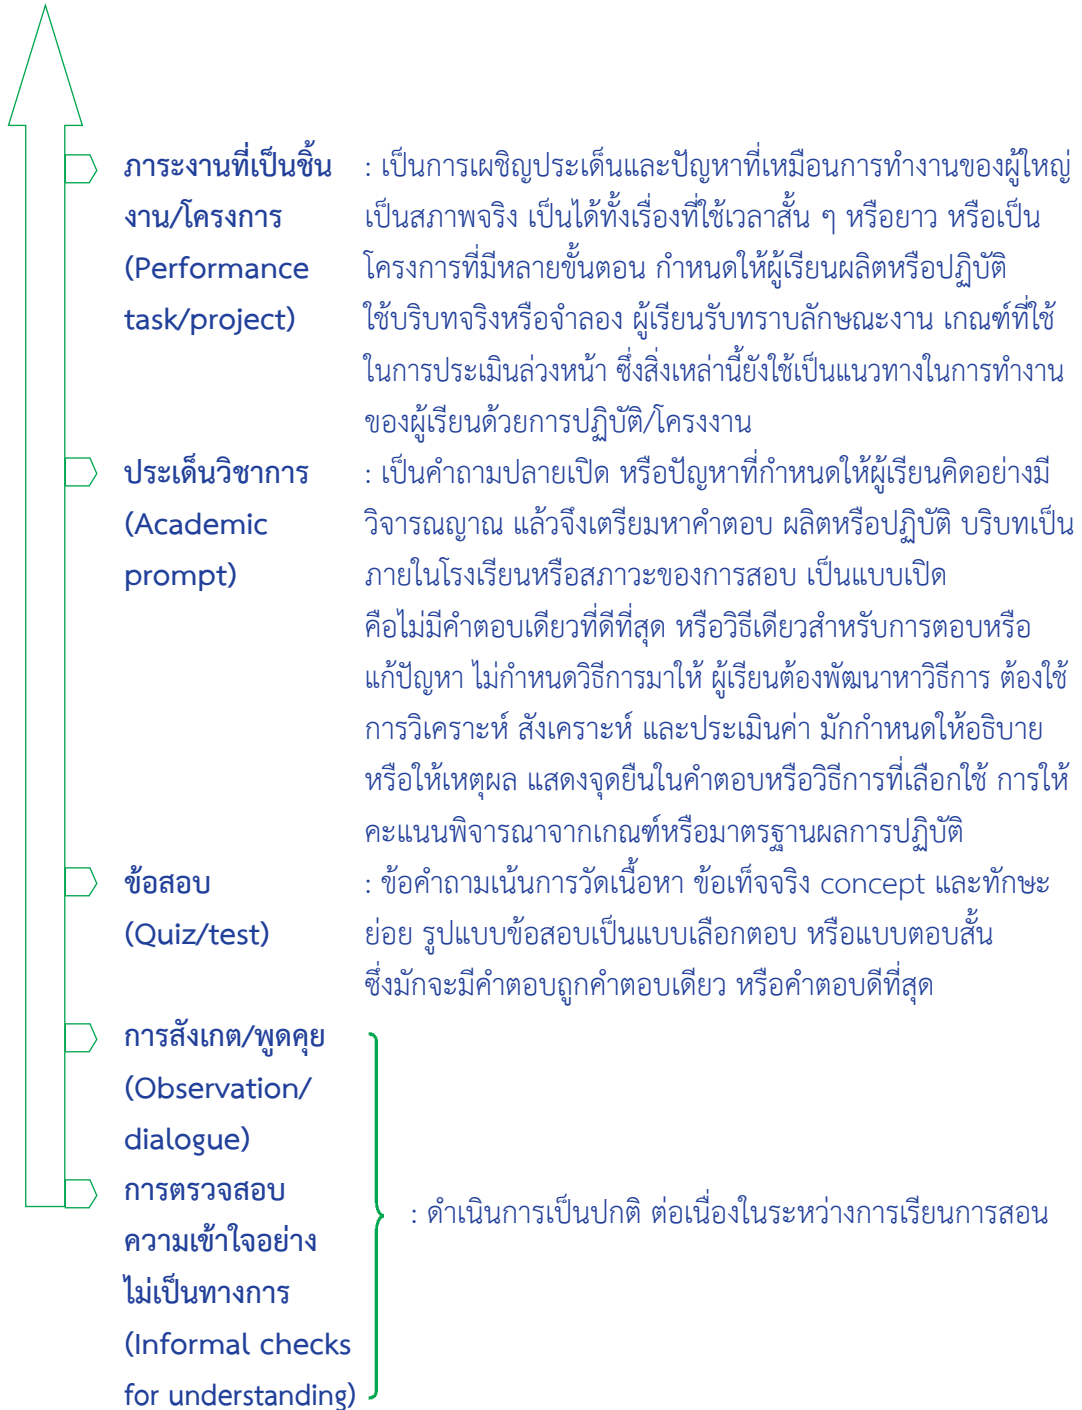 ภาระงานที่เป็นชิ้น : เป็นการเผชิญประเด็นและปัญหาที่เหมือนการทำงานของผู้ใหญ่
งาน/โครงการ เป็นสภาพจริง เป็นได้ทั้งเรื่องที่ใช้เวลาสั้น ๆ หรือยาว หรือเป็น
(Performance โครงการที่มีหลายขั้นตอน กำหนดให้ผู้เรียนผลิตหรือปฏิบัติ
task/project) ใช้บริบทจริงหรือจำลอง ผู้เรียนรับทราบลักษณะงาน เกณฑ์ที่ใช้
ในการประเมินล่วงหน้า ซึ่งสิ่งเหล่านี้ยังใช้เป็นแนวทางในการทำงาน
ของผู้เรียนด้วยการปฏิบัติ/โครงงาน
ประเด็นวิชาการ : เป็นคำถามปลายเปิด หรือปัญหาที่กำหนดให้ผู้เรียนคิดอย่างมี
(Academic วิจารณญาณ แล้วจึงเตรียมหาคำตอบ ผลิตหรือปฏิบัติ บริบทเป็น
prompt) ภายในโรงเรียนหรือสภาวะของการสอบ เป็นแบบเปิด
คือไม่มีคำตอบเดียวที่ดีที่สุด หรือวิธีเดียวสำหรับการตอบหรือ
แก้ปัญหา ไม่กำหนดวิธีการมาให้ ผู้เรียนต้องพัฒนาหาวิธีการ ต้องใช้
การวิเคราะห์ สังเคราะห์ และประเมินค่า มักกำหนดให้อธิบาย
หรือให้เหตุผล แสดงจุดยืนในคำตอบหรือวิธีการที่เลือกใช้ การให้
คะแนนพิจารณาจากเกณฑ์หรือมาตรฐานผลการปฏิบัติ
ข้อสอบ : ข้อคำถามเน้นการวัดเนื้อหา ข้อเท็จจริง concept และทักษะ
(Quiz/test) ย่อย รูปแบบข้อสอบเป็นแบบเลือกตอบ หรือแบบตอบสั้น
ซึ่งมักจะมีคำตอบถูกคำตอบเดียว หรือคำตอบดีที่สุด
การสังเกต/พูดคุย
(Observation/
dialogue)
การตรวจสอบ
ความเข้าใจอย่าง
ไม่เป็นทางการ
(Informal checks
for understanding)
: ดำเนินการเป็นปกติ ต่อเนื่องในระหว่างการเรียนการสอน